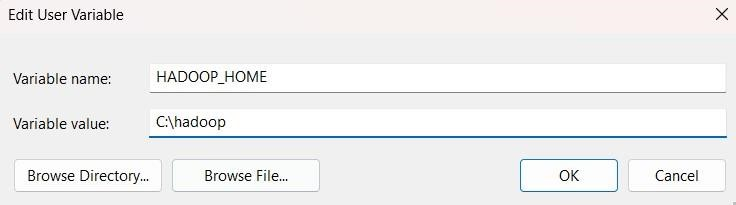 Edit User Variable
Variable name: HADOOP_HOME
Variable value: C:\hadoop
Browse Directory... Browse File... OK Cancel